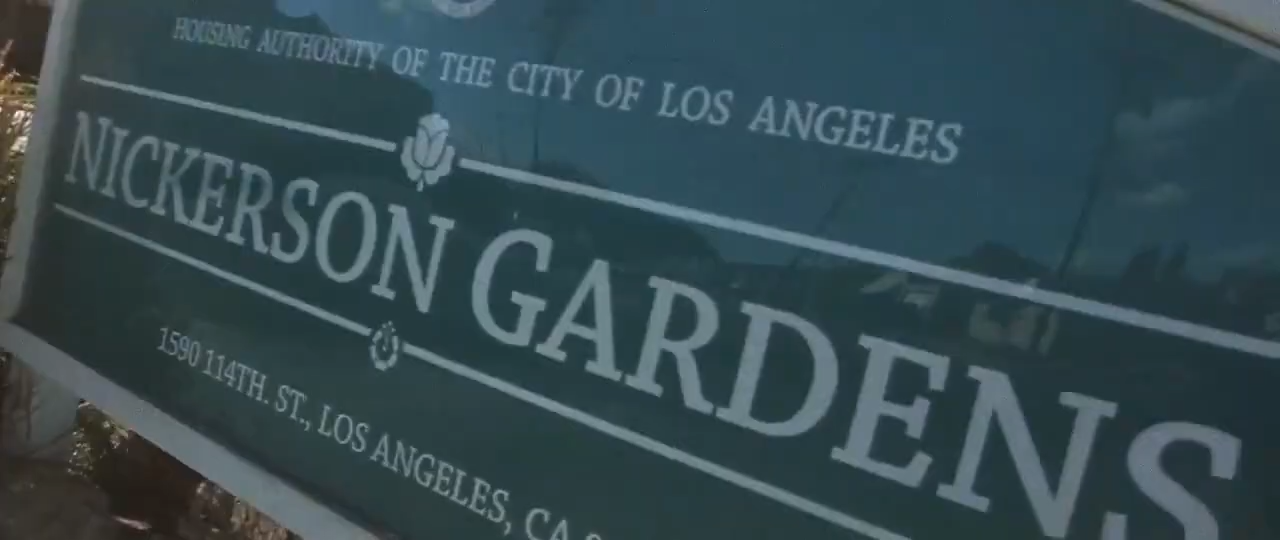 HOUSING AUTHORITY OF THE CITY OF LOS ANGELES
NICKERSON GARDENS
1590 114TH. ST., LOS ANGELES, CA